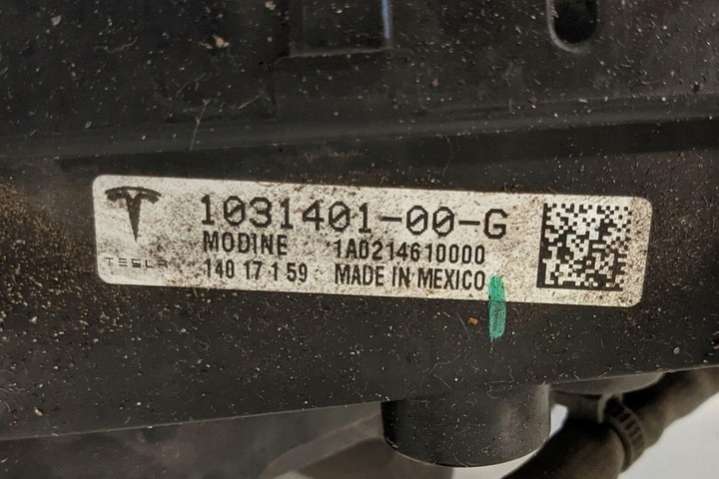 1031401-00-G
MODINE 1A0214610000
TESLA 140 17 1 59 MADE IN MEXICO